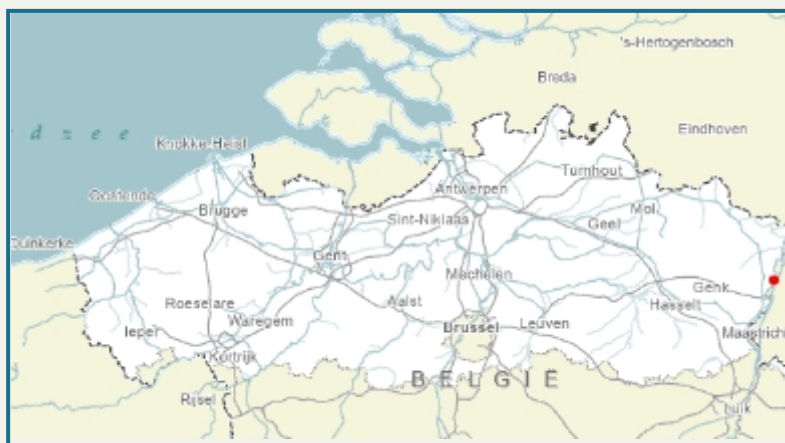 's-Hertogenbosch
Breda
Eindhoven
d z e e
Knokke-Heist
Turnhout
Antwerpen
Oostende
Brugge
Mol
Sint-Niklaas
Geel
Duinkerke
Gent
Mechelen
Genk
Roeselare
Aalst
Hasselt
Waregem
Ieper
Brussel
Leuven
Maastrich
Kortrijk
BELGIË
Rijsel
Luik